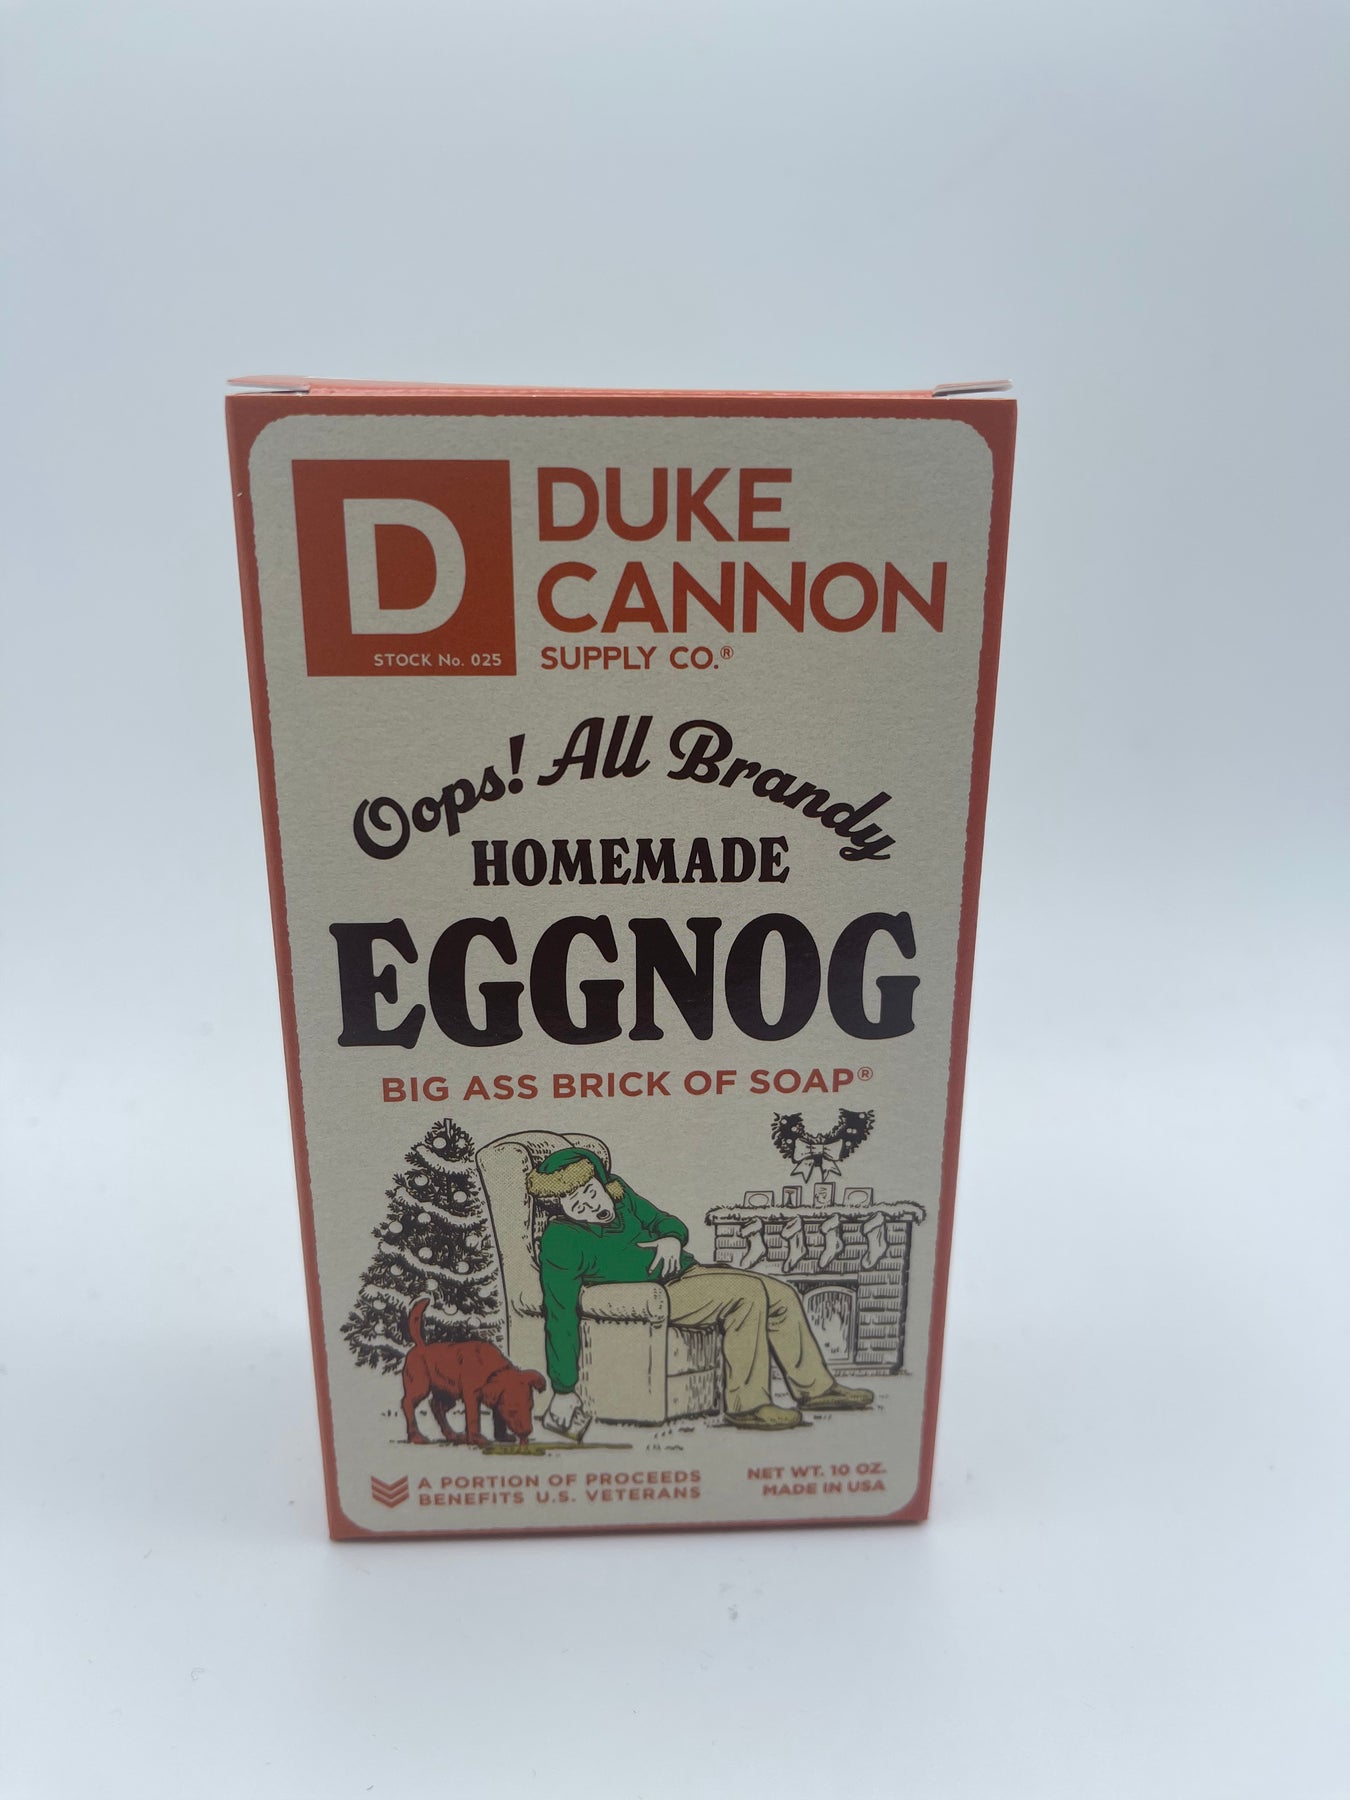 D
STOCK No. 025
DUKE
CANNON
SUPPLY CO.®
Oops! All Brandy
HOMEMADE
EGGNOG
BIG ASS BRICK OF SOAP®
A PORTION OF PROCEEDS
BENEFITS U.S. VETERANS
NET WT. 10 OZ.
MADE IN USA